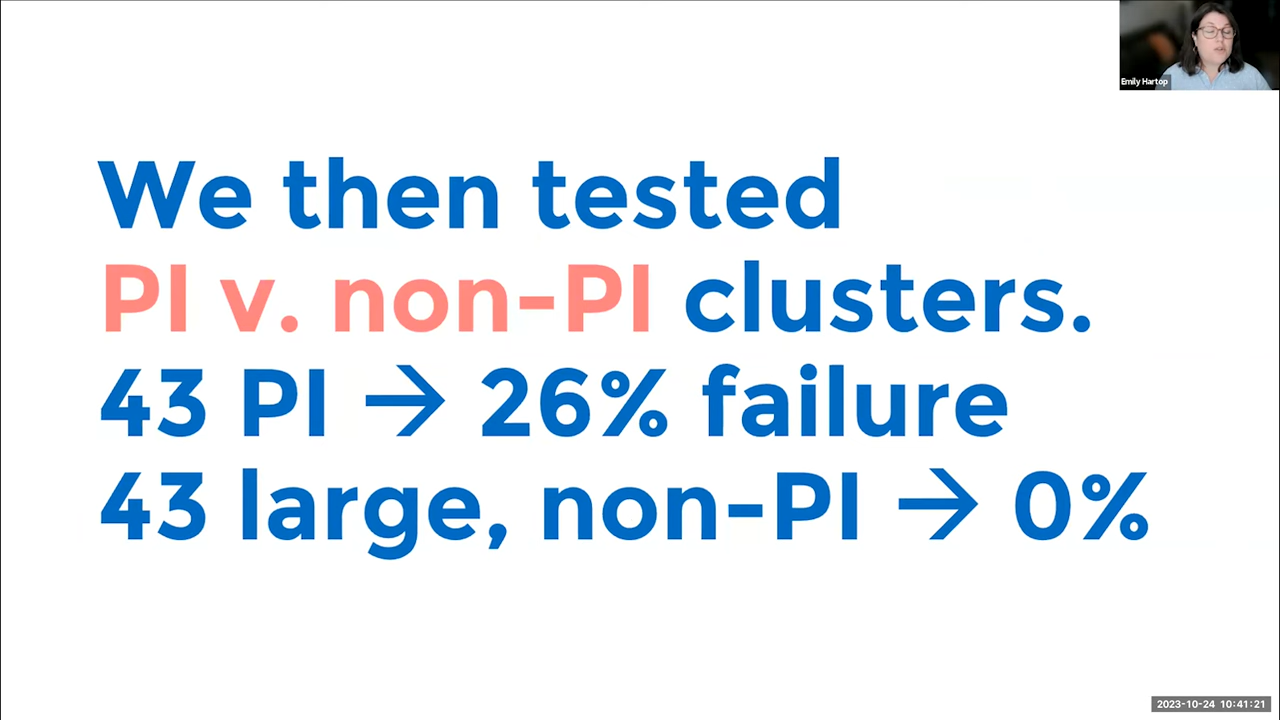 Emily Hartop
We then tested
PI v. non-PI clusters.
43 PI → 26% failure
43 large, non-PI → 0%
2023-10-24 10:41:21